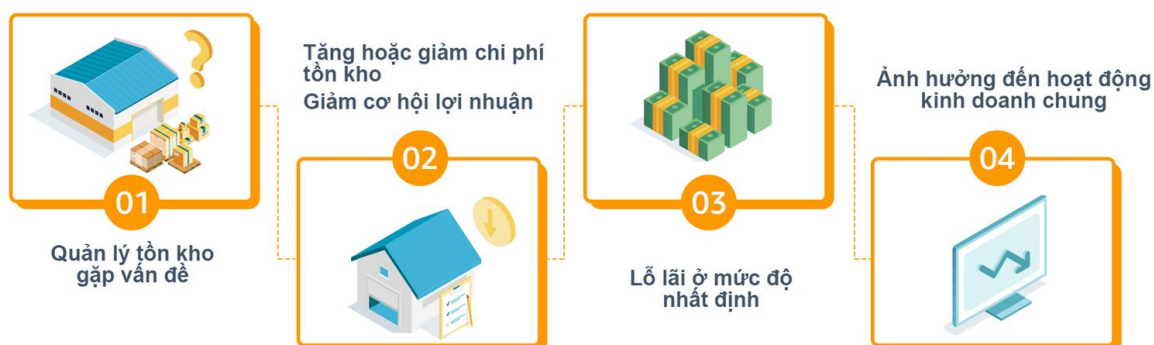 01
Quản lý tồn kho
gặp vấn đề
Tăng hoặc giảm chi phí
tồn kho
Giảm cơ hội lợi nhuận
02
03
Lỗ lãi ở mức độ
nhất định
Ảnh hưởng đến hoạt động
kinh doanh chung
04